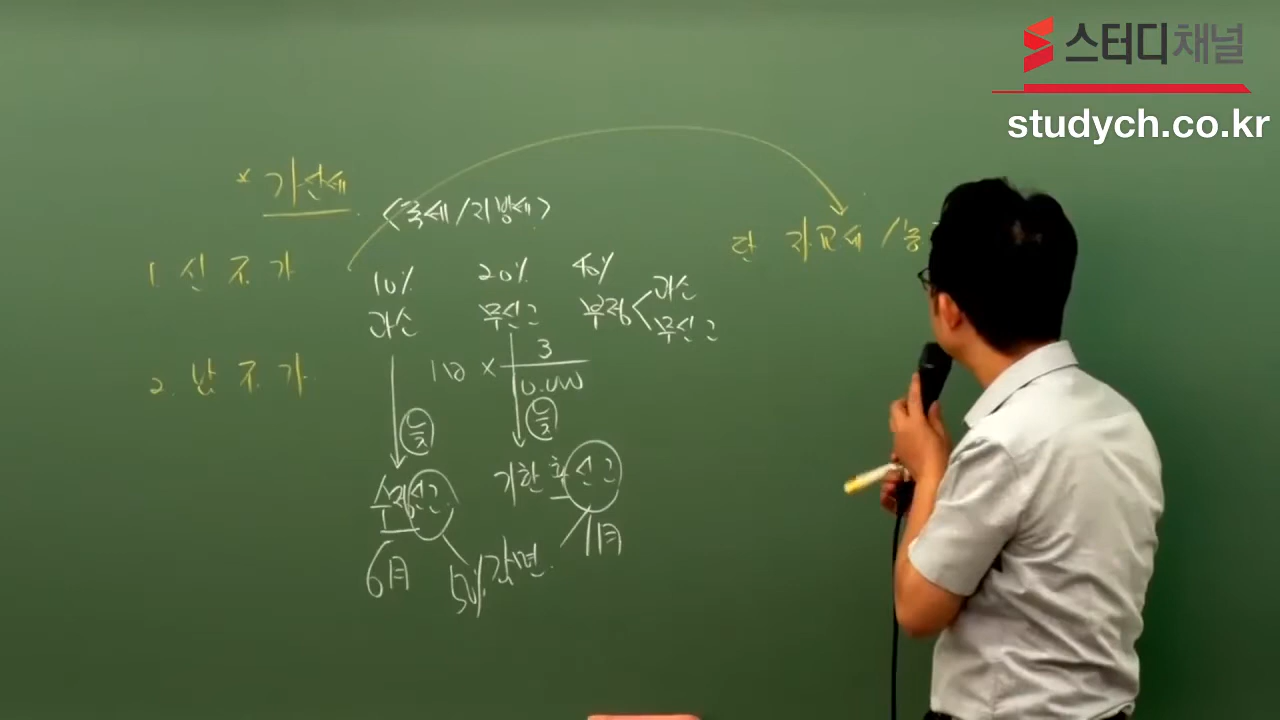 스터디채널
studych.co.kr
* 가산세
<국세/지방세>
1. 신 고 가
10% 20% 40%
과소 무신고 부정 < 과소
무신고
단 지교세 /농
2. 납 부 가
110 × 3
10.000
수정신고 기한 후 신고
6月 50% 감면 1月